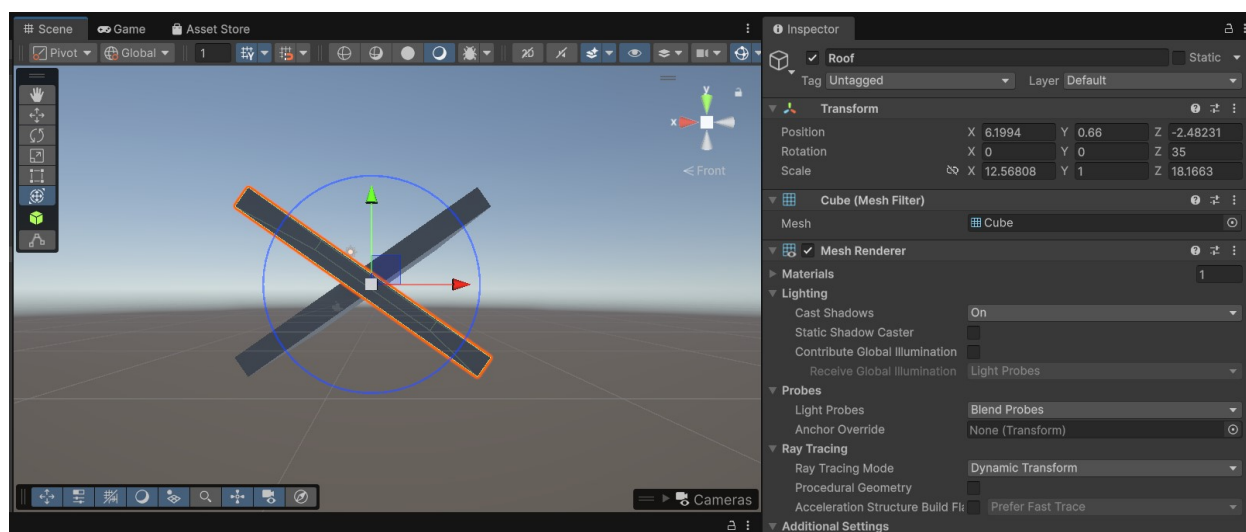 Scene Game Asset Store
Inspector
Pivot Global 1 2D
Roof Static
Tag Untagged Layer Default
Transform
Position X 6.1994 Y 0.66 Z -2.48231
Rotation X 0 Y 0 Z 35
Scale X 12.56808 Y 1 Z 18.1663
y
x
Front
Cube (Mesh Filter)
Mesh Cube
Mesh Renderer
Materials 1
Lighting
Cast Shadows On
Static Shadow Caster
Contribute Global Illumination
Receive Global Illumination Light Probes
Probes
Light Probes Blend Probes
Anchor Override None (Transform)
Ray Tracing
Ray Tracing Mode Dynamic Transform
Procedural Geometry
Acceleration Structure Build Fla Prefer Fast Trace
Additional Settings
Cameras